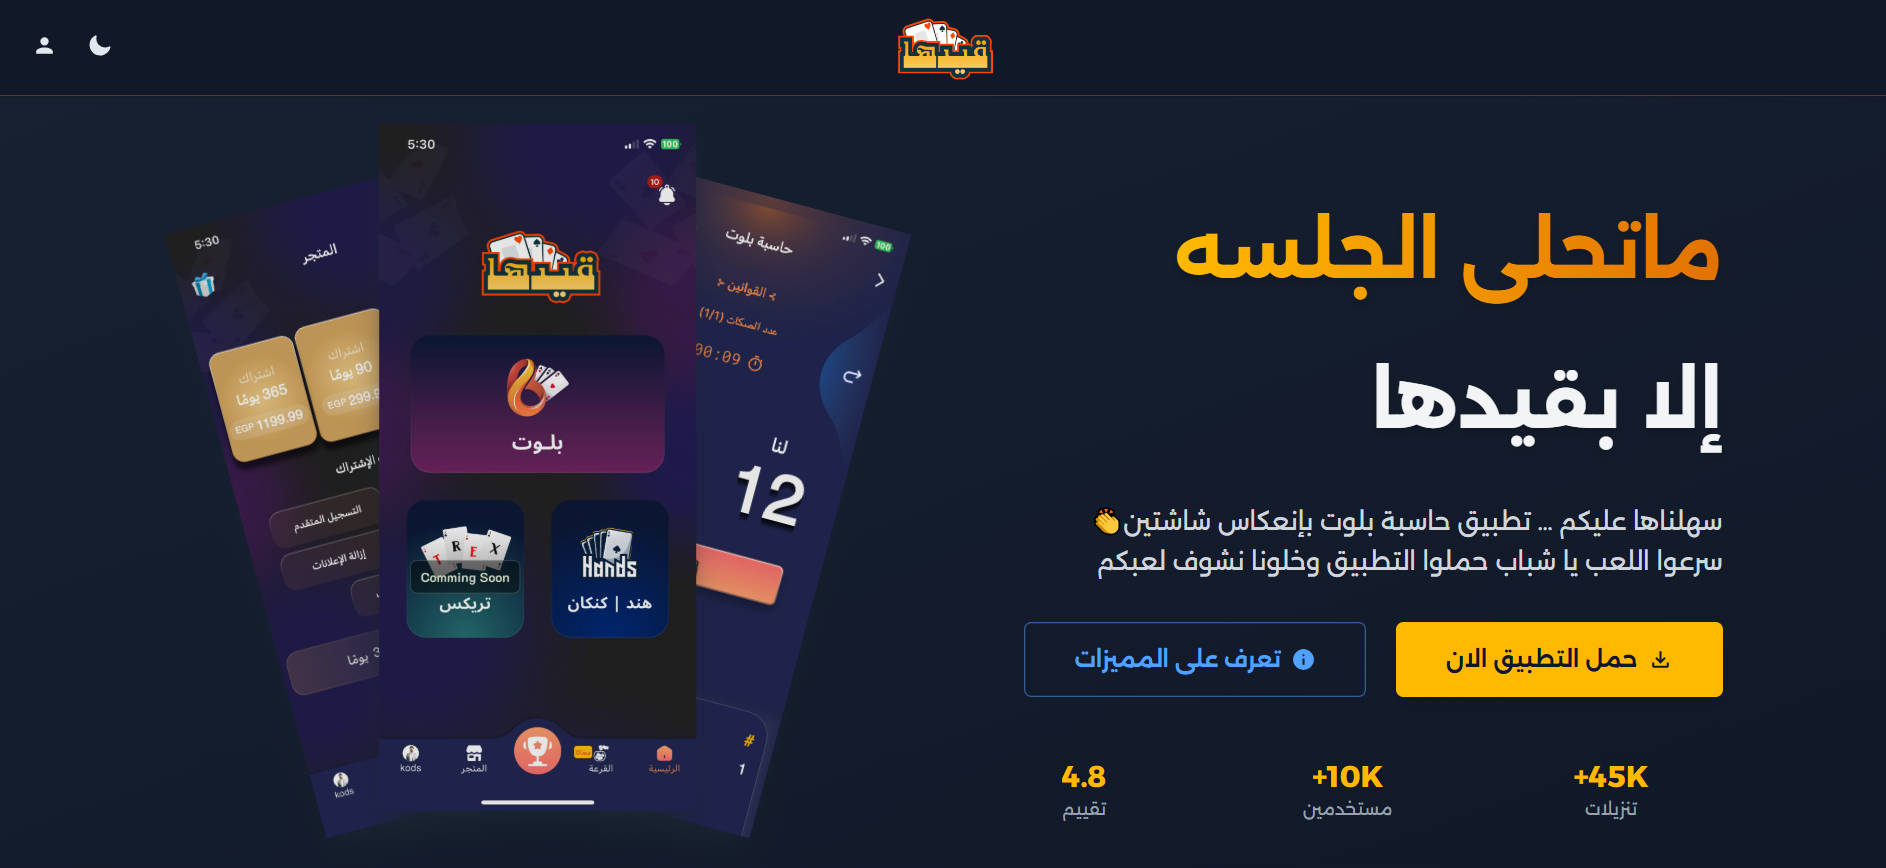 قيدها
ماتحلى الجلسه
إلا بقيدها
سهلناها عليكم ... تطبيق حاسبة بلوت بإنعكاس شاشتين👏
سرعوا اللعب يا شباب حملوا التطبيق وخلونا نشوف لعبكم
حمل التطبيق الان
تعرف على المميزات
+45K
تنزيلات
+10K
مستخدمين
4.8
تقييم
100
حاسبة بلوت
القوانين
عدد الصكات (1/1)
00:09
لنا
12
#
1
5:30
100
10
قيدها
بلـوت
Hands
هند | كنكان
TREX
Comming Soon
تريكس
الرئيسية
القرعة
المتجر
kods
5:30
المتجر
اشتراك
90 يومًا
EGP 299.9
اشتراك
365 يومًا
EGP 1199.99
الإشتراك
التسجيل المتقدم
إزالة الإعلانات
3 يومًا
kods